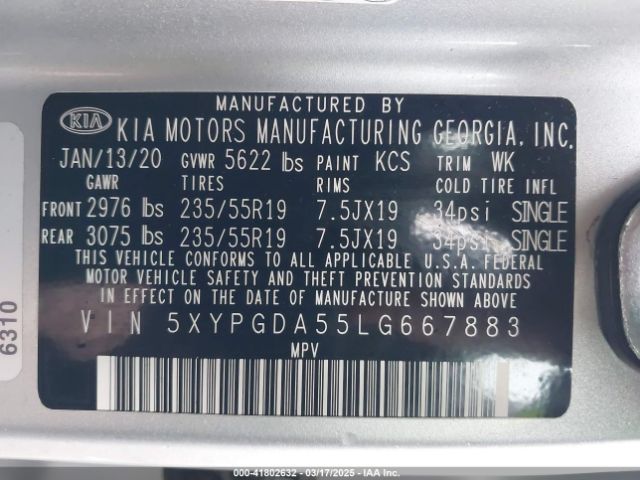 MANUFACTURED BY
KIA KIA MOTORS MANUFACTURING GEORGIA, INC.
JAN/13/20 GVWR 5622 lbs PAINT KCS TRIM WK
GAWR TIRES RIMS COLD TIRE INFL
FRONT 2976 lbs 235/55R19 7.5JX19 34psi SINGLE
REAR 3075 lbs 235/55R19 7.5JX19 34psi SINGLE
THIS VEHICLE CONFORMS TO ALL APPLICABLE U.S.A. FEDERAL
MOTOR VEHICLE SAFETY AND THEFT PREVENTION STANDARDS
IN EFFECT ON THE DATE OF MANUFACTURE SHOWN ABOVE.
VIN 5XYPGDA55LG667883
MPV
6310
000-41802632 - 03/17/2025 - IAA Inc.